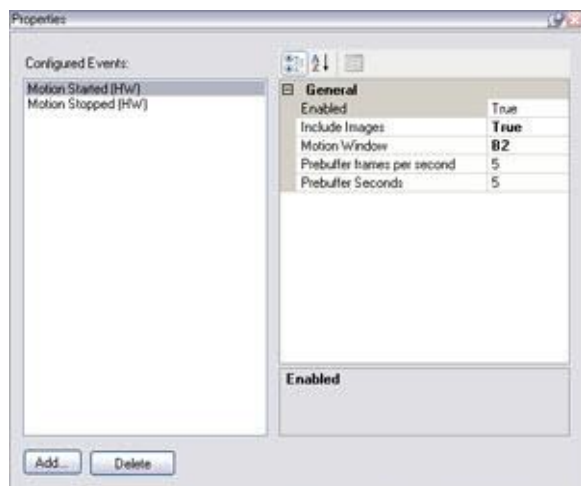 Properties
Configured Events:
Motion Started (HW)
Motion Stopped (HW)
General
Enabled True
Include Images True
Motion Window B2
Prebuffer frames per second 5
Prebuffer Seconds 5
Enabled
Add... Delete